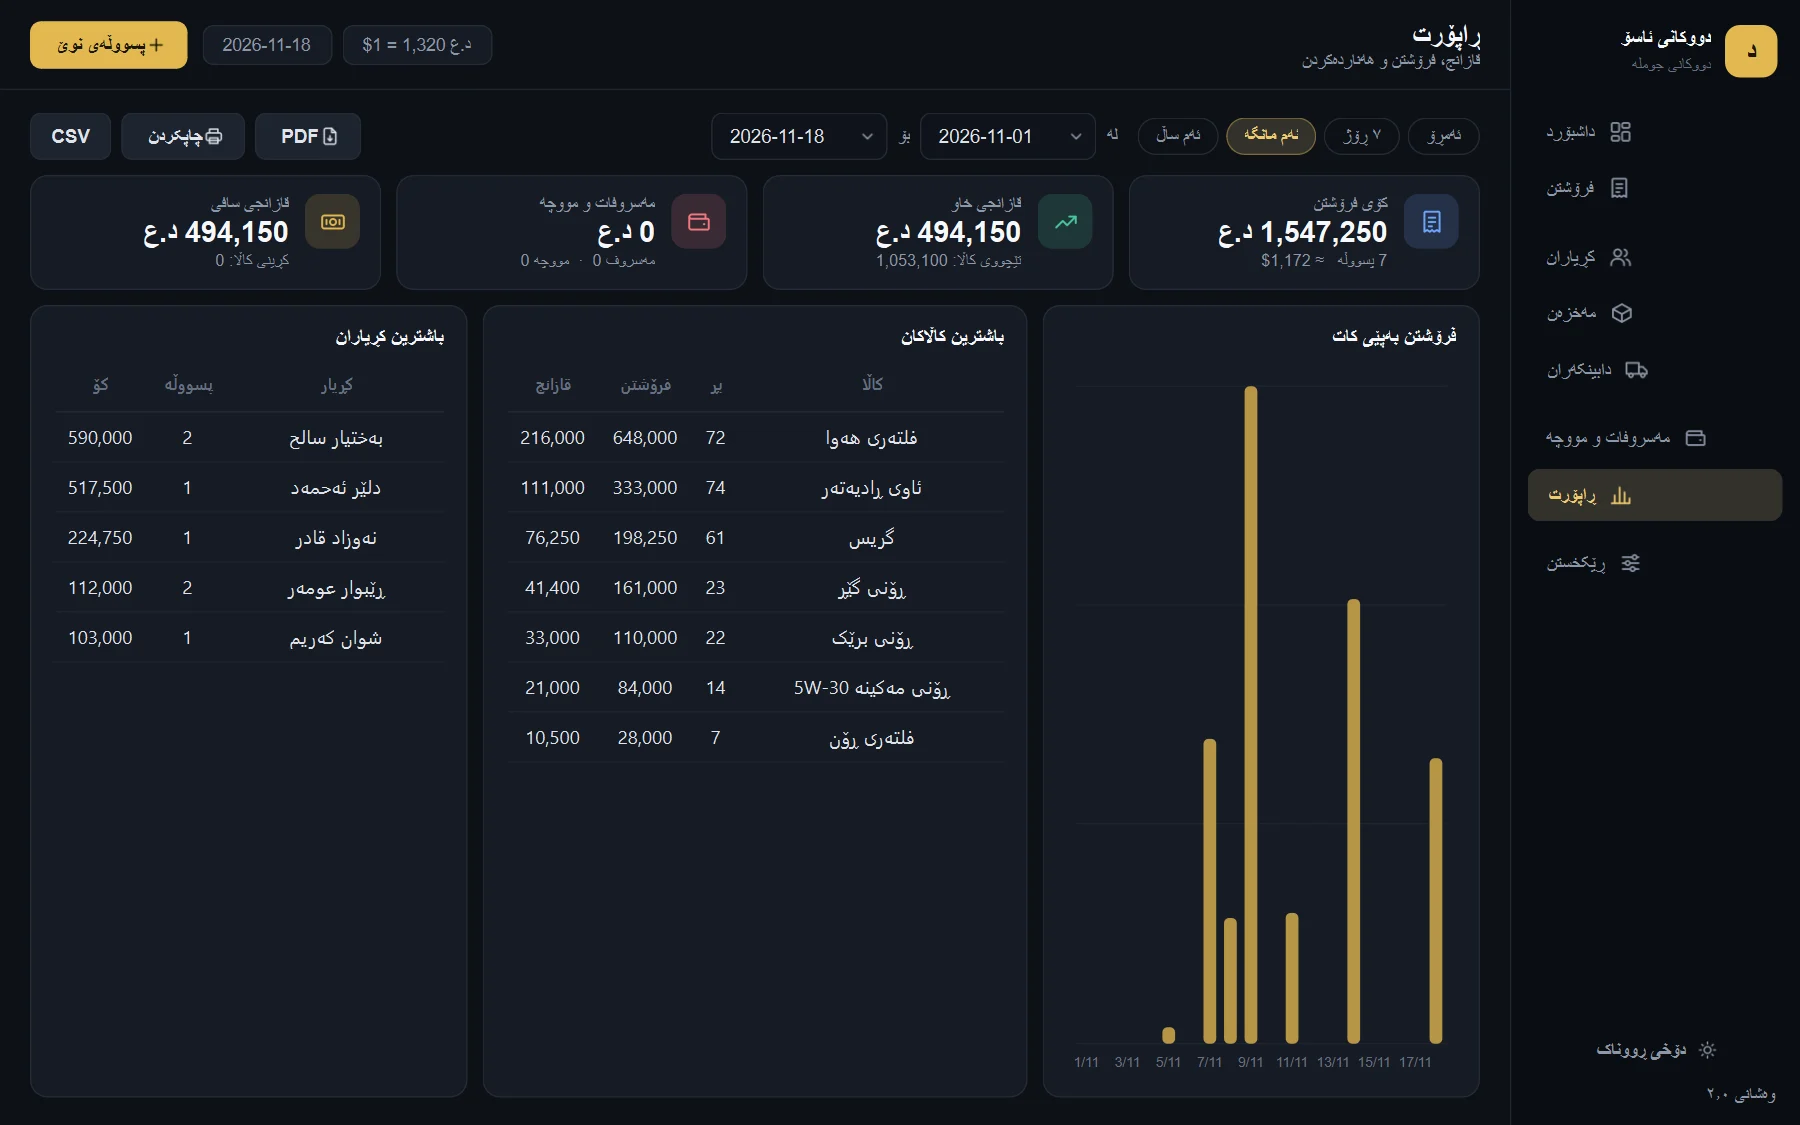 دووکانی ئاسۆ
دووکانی جوملە
د
داشبۆرد
فرۆشتن
کڕیاران
مەخزەن
دابینکەران
مەسروفات و مووچە
ڕاپۆرت
ڕێکخستن
دۆخی ڕووناک
وەشانی ٢,٠
ڕاپۆرت
قازانج، فرۆشتن و هەناردەکردن
$1 = 1,320 د.ع
2026-11-18
پسووڵەی نوێ
ئەمڕۆ
٧ ڕۆژ
ئەم مانگە
ئەم ساڵ
لە
2026-11-01
بۆ
2026-11-18
PDF
چاپکردن
CSV
کۆی فرۆشتن
1,547,250 د.ع
7 پسووڵە ≈ $1,172
قازانجی خاو
494,150 د.ع
تێچووی کاڵا: 1,053,100
مەسروفات و مووچە
0 د.ع
مەسروف 0 · مووچە 0
قازانجی سافی
494,150 د.ع
کڕینی کاڵا: 0
فرۆشتن بەپێی کات
1/11 3/11 5/11 7/11 9/11 11/11 13/11 15/11 17/11
باشترین کاڵاکان
کاڵا بڕ فرۆشتن قازانج
فلتەری هەوا 72 648,000 216,000
ئاوی ڕادیەتەر 74 333,000 111,000
گریس 61 198,250 76,250
ڕۆنی گێڕ 23 161,000 41,400
ڕۆنی برێک 22 110,000 33,000
ڕۆنی مەکینە 5W-30 14 84,000 21,000
فلتەری ڕۆن 7 28,000 10,500
باشترین کڕیاران
کڕیار پسووڵە کۆ
بەختیار سالح 2 590,000
دلێر ئەحمەد 1 517,500
نەوزاد قادر 1 224,750
ڕێبوار عومەر 2 112,000
شوان کەریم 1 103,000